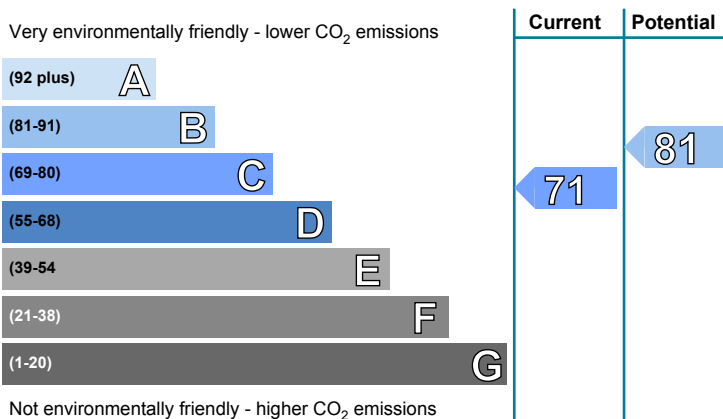 Very environmentally friendly - lower CO2 emissions
Current
Potential
(92 plus) A
(81-91) B
(69-80) C
(55-68) D
(39-54 E
(21-38) F
(1-20) G
71
81
Not environmentally friendly - higher CO2 emissions